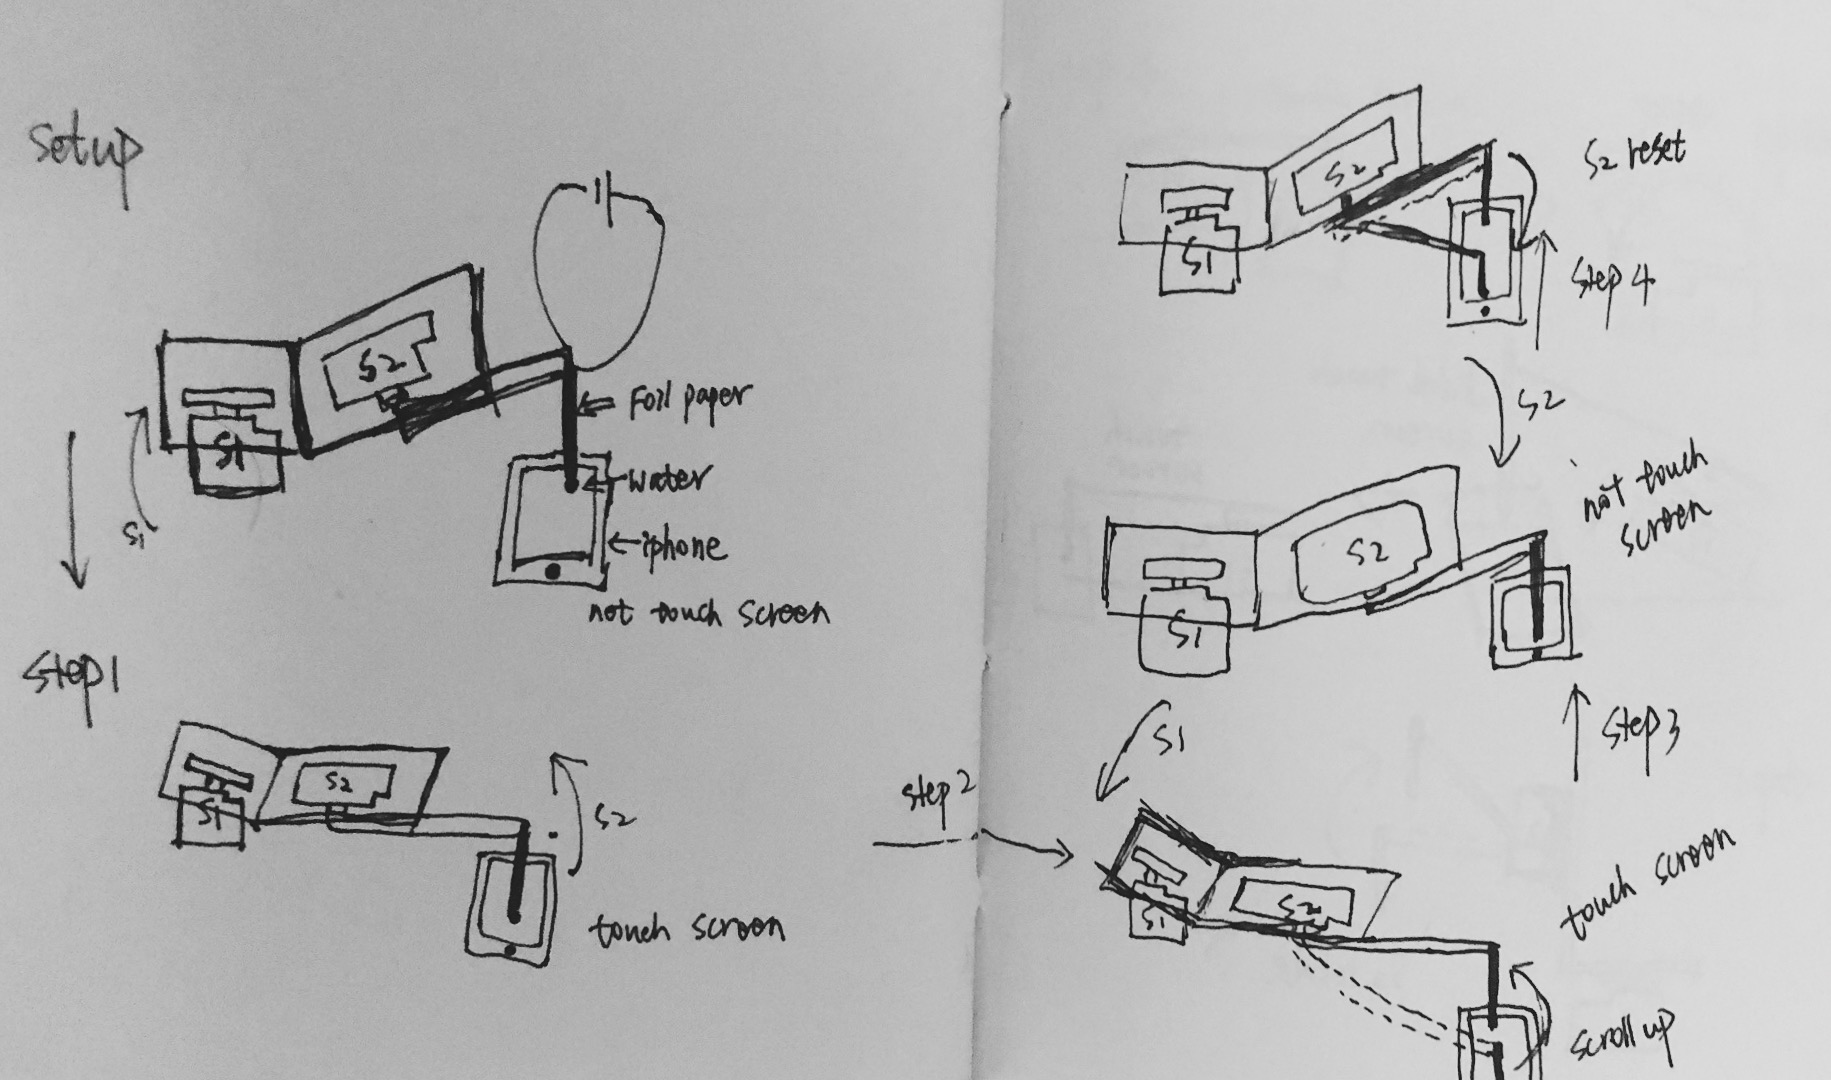 Setup
S2
Foil paper
S1
water
S1
iphone
not touch screen
Step1
S2
S1
S2
touch screen
step 2
S2 reset
S2
S1
Step 4
S2
not touch
screen
S2
S1
S1
Step 3
touch screen
S2
S1
scroll up